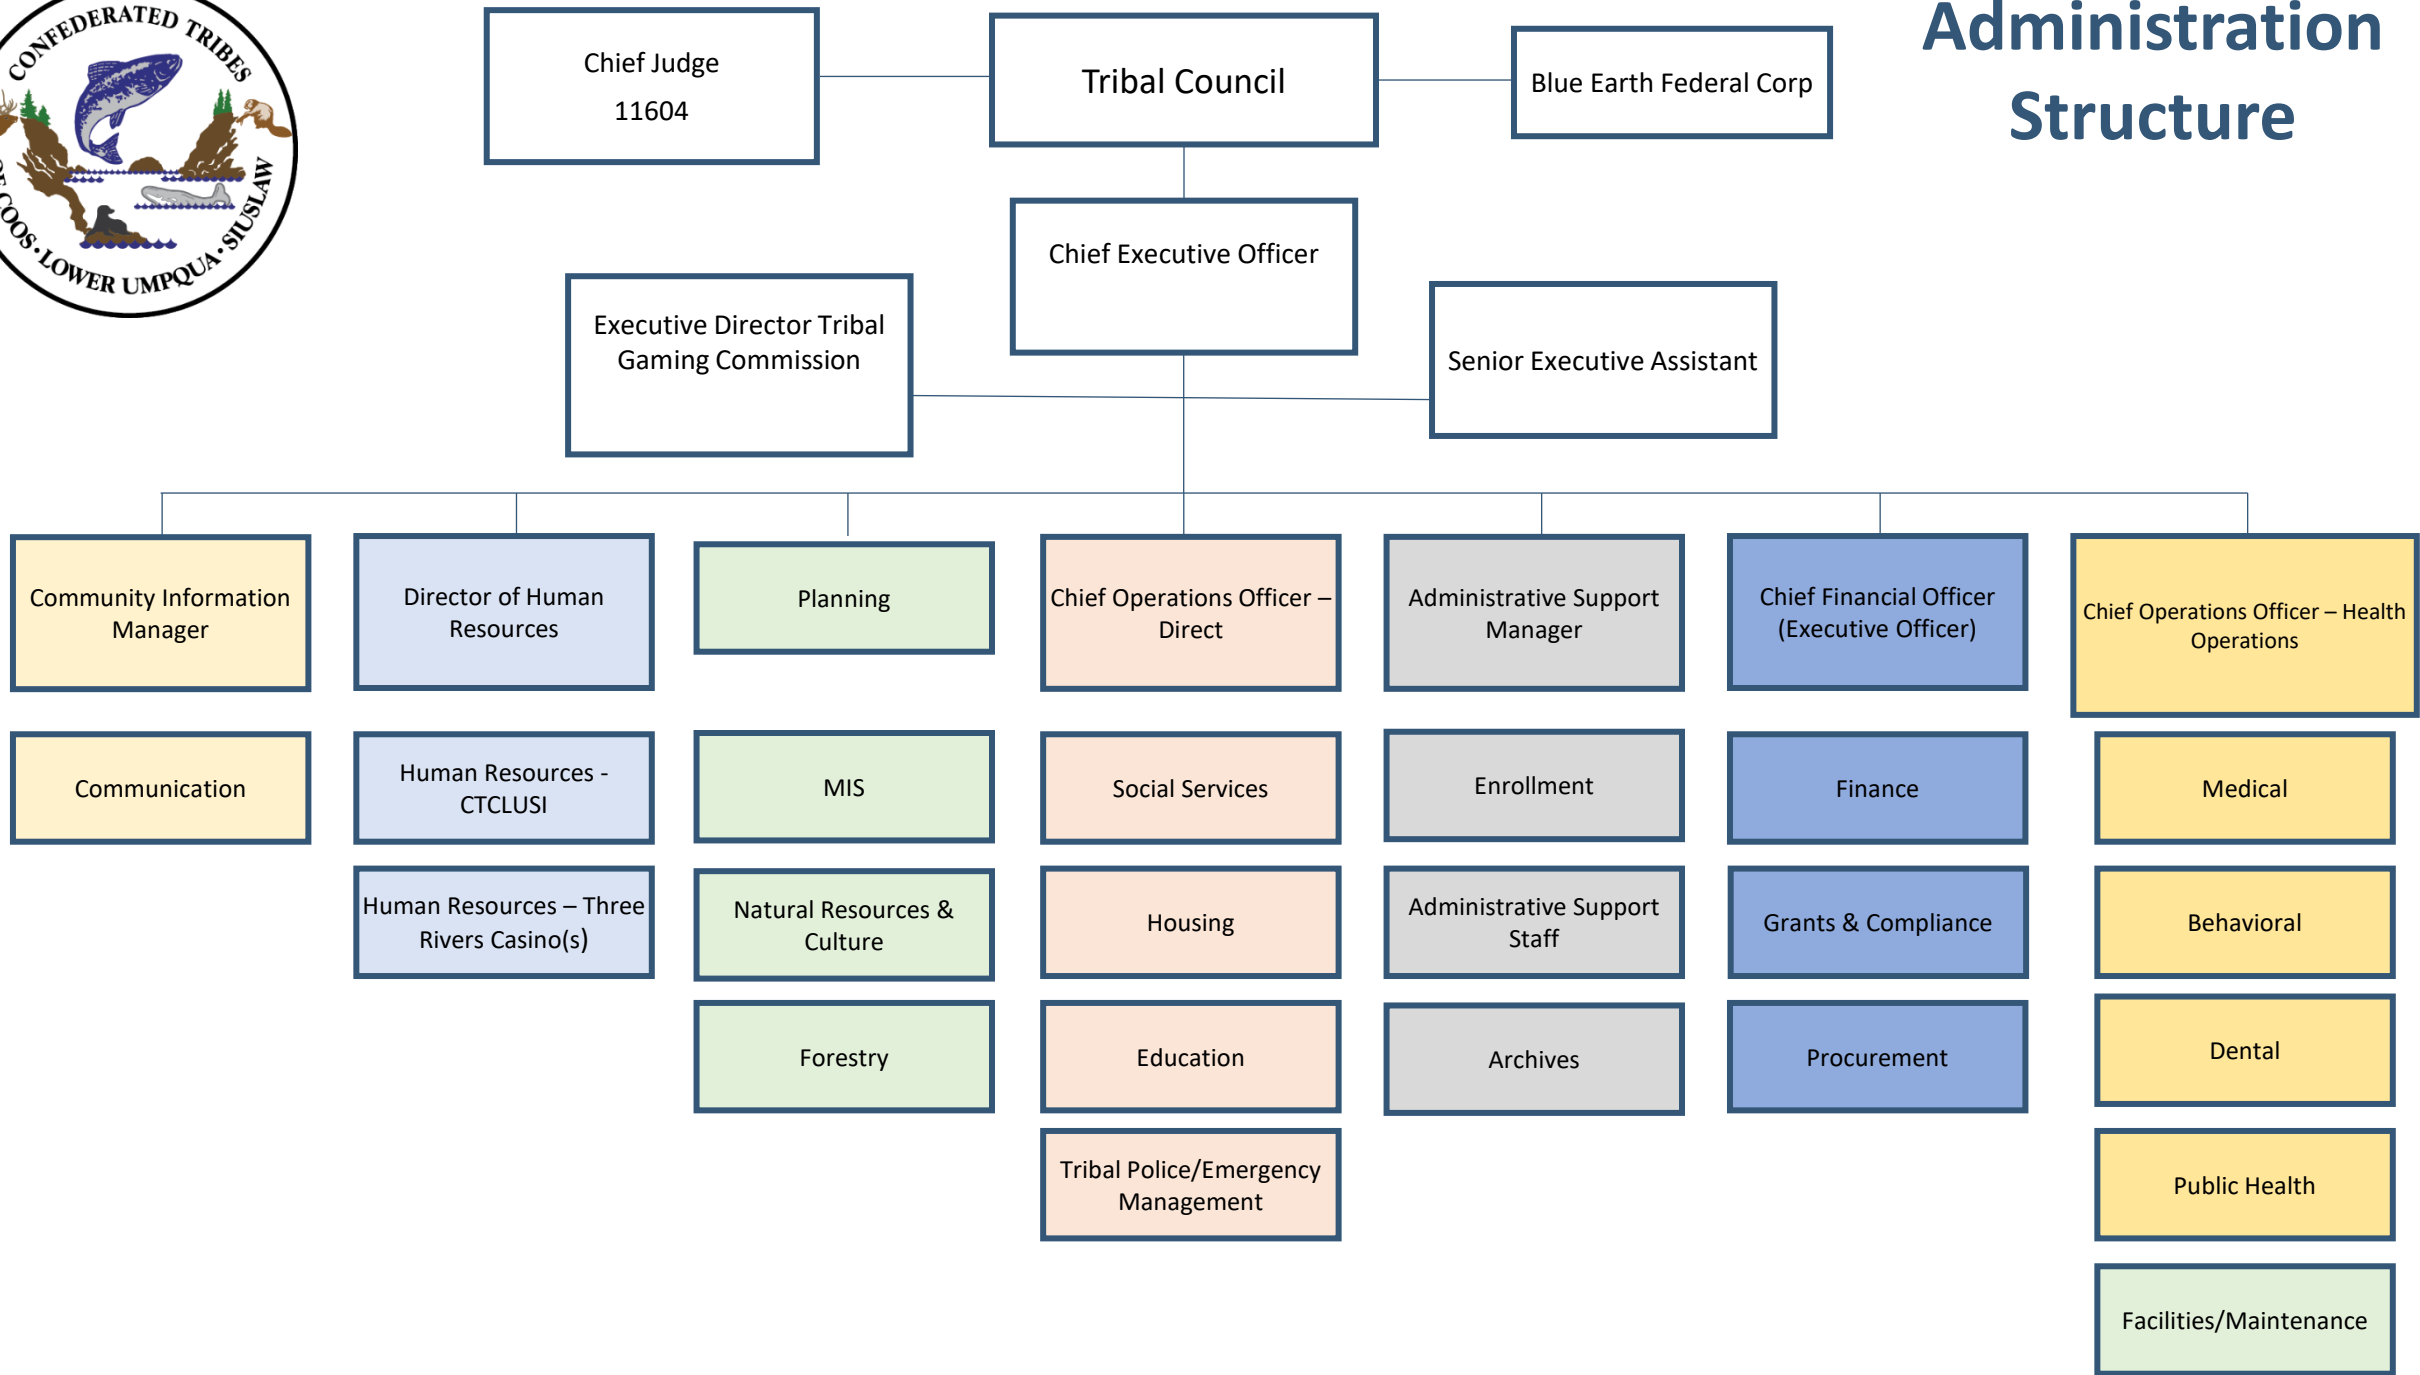 CONFEDERATED TRIBES
OF COOS • LOWER UMPQUA • SIUSLAW
Administration
Structure
Chief Judge
11604
Tribal Council
Blue Earth Federal Corp
Chief Executive Officer
Executive Director Tribal
Gaming Commission
Senior Executive Assistant
Community Information
Manager
Director of Human
Resources
Planning
Chief Operations Officer –
Direct
Administrative Support
Manager
Chief Financial Officer
(Executive Officer)
Chief Operations Officer – Health
Operations
Communication
Human Resources -
CTCLUSI
MIS
Social Services
Enrollment
Finance
Medical
Human Resources – Three
Rivers Casino(s)
Natural Resources &
Culture
Housing
Administrative Support
Staff
Grants & Compliance
Behavioral
Forestry
Education
Archives
Procurement
Dental
Tribal Police/Emergency
Management
Public Health
Facilities/Maintenance